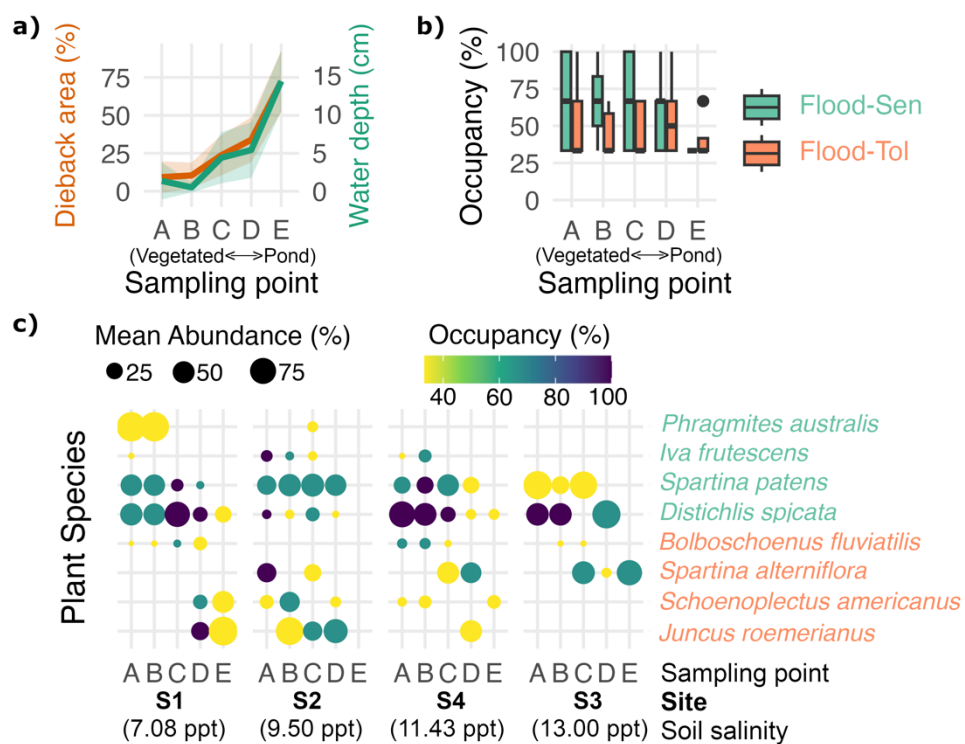 a)
Dieback area (%)
75
50
25
0
15
10
5
0
Water depth (cm)
A B C D E
(Vegetated<->Pond)
Sampling point
b)
Occupancy (%)
100
75
50
25
0
A B C D E
(Vegetated<->Pond)
Sampling point
Flood-Sen
Flood-Tol
c)
Mean Abundance (%)
25 50 75
Occupancy (%)
40 60 80 100
Plant Species
Phragmites australis
Iva frutescens
Spartina patens
Distichlis spicata
Bolboschoenus fluviatilis
Spartina alterniflora
Schoenoplectus americanus
Juncus roemerianus
A B C D E A B C D E A B C D E A B C D E Sampling point
S1 S2 S4 S3 Site
(7.08 ppt) (9.50 ppt) (11.43 ppt) (13.00 ppt) Soil salinity